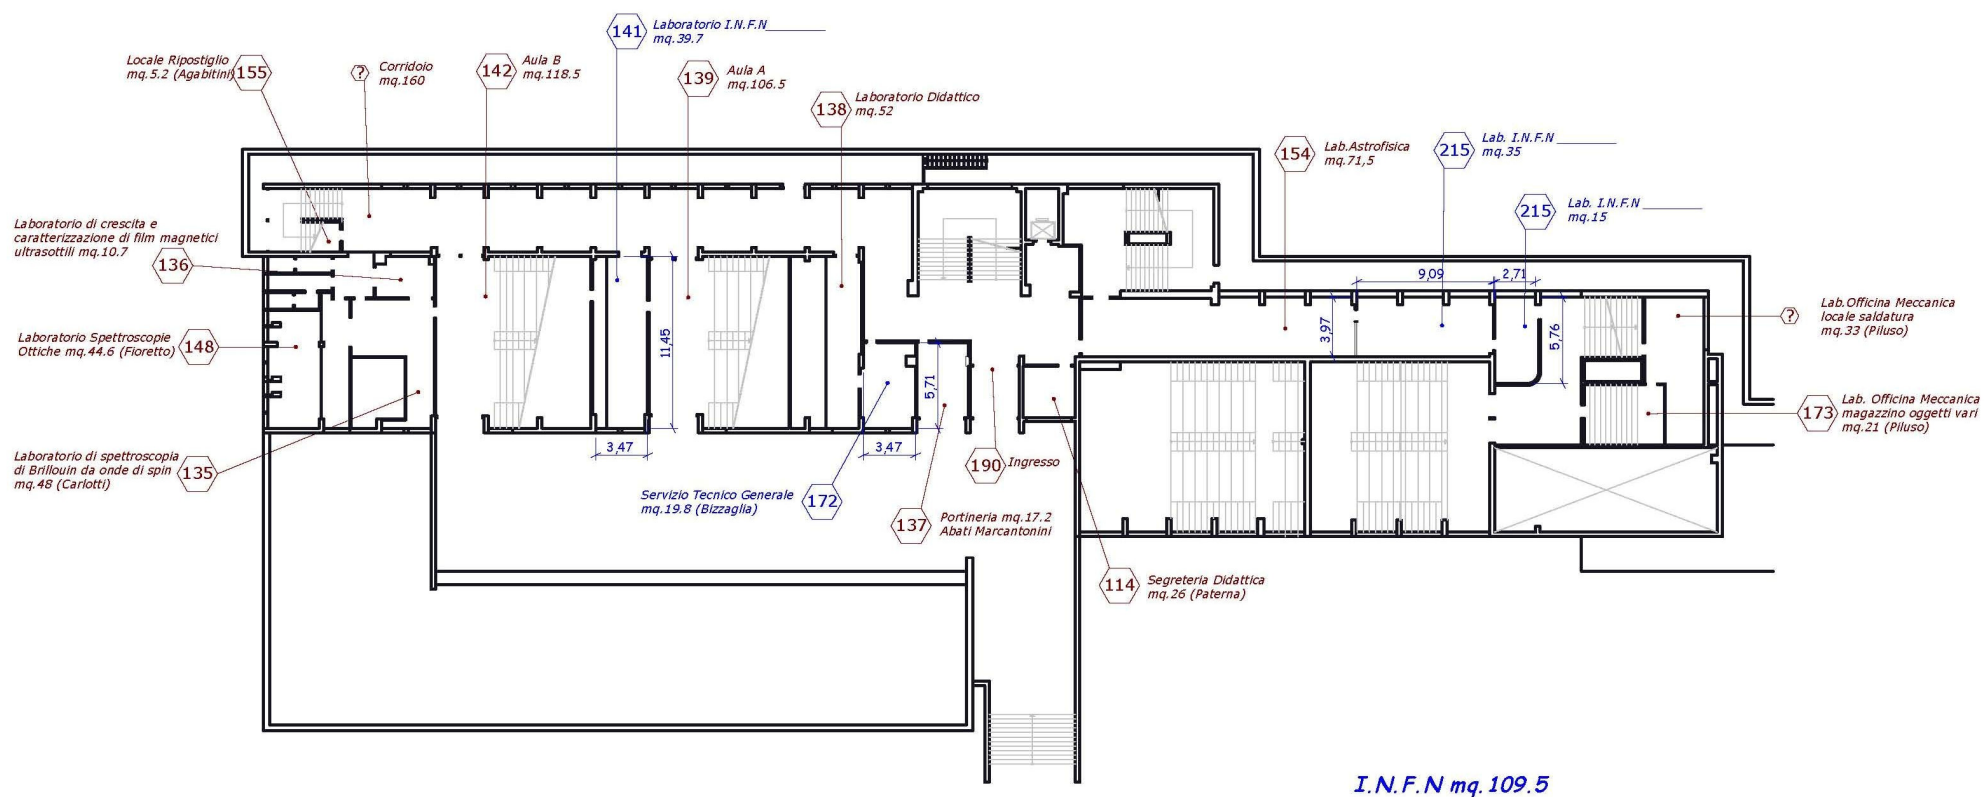 141
Laboratorio I.N.F.N
mq.39.7
Locale Ripostiglio
mq.5.2 (Agabitini)
155
?
Corridoio
mq.160
142
Aula B
mq.118.5
139
Aula A
mq.106.5
138
Laboratorio Didattico
mq.52
154
Lab.Astrofisica
mq.71,5
215
Lab. I.N.F.N
mq.35
215
Lab. I.N.F.N
mq.15
Laboratorio di crescita e
caratterizzazione di film magnetici
ultrasottili mq.10.7
136
9,09
2,71
3,97
5,76
11,45
5,71
3,47
3,47
?
Lab.Officina Meccanica
locale saldatura
mq.33 (Piluso)
Laboratorio Spettroscopie
Ottiche mq.44.6 (Fioretto)
148
173
Lab. Officina Meccanica
magazzino oggetti vari
mq.21 (Piluso)
Laboratorio di spettroscopia
di Brillouin da onde di spin
mq.48 (Carlotti)
135
190
Ingresso
Servizio Tecnico Generale
mq.19.8 (Bizzaglia)
172
137
Portineria mq.17.2
Abati Marcantonini
114
Segreteria Didattica
mq.26 (Paterna)
I.N.F.N mq.109.5